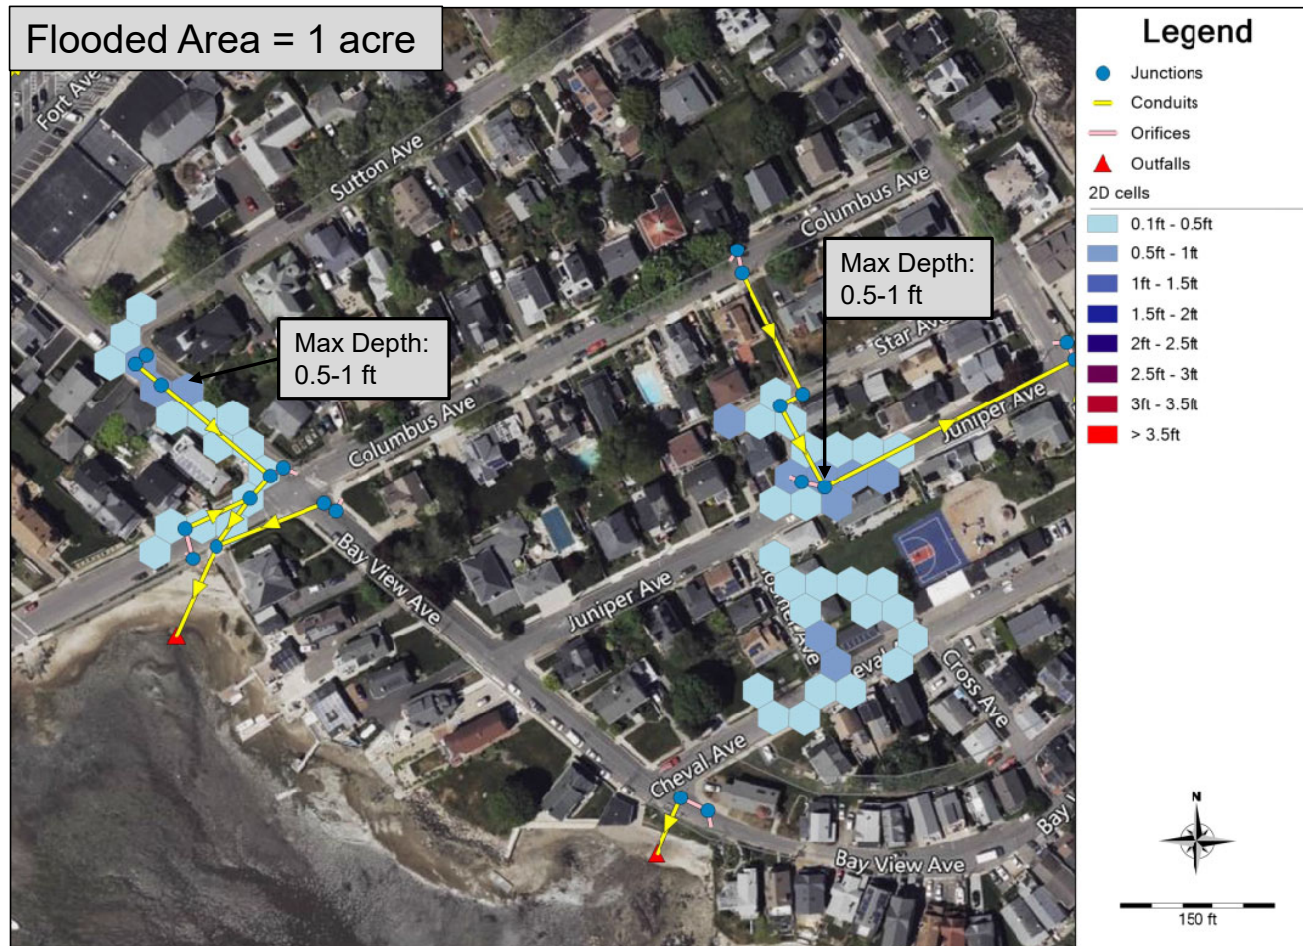 Flooded Area = 1 acre
Fort Ave
Sutton Ave
Columbus Ave
Max Depth:
0.5-1 ft
Star Ave
Max Depth:
0.5-1 ft
Columbus Ave
Juniper Ave
Bay View Ave
Juniper Ave
Cross Ave
Cheval Ave
Bay View Ave
Legend
Junctions
Conduits
Orifices
Outfalls
2D cells
0.1ft - 0.5ft
0.5ft - 1ft
1ft - 1.5ft
1.5ft - 2ft
2ft - 2.5ft
2.5ft - 3ft
3ft - 3.5ft
> 3.5ft
N
150 ft